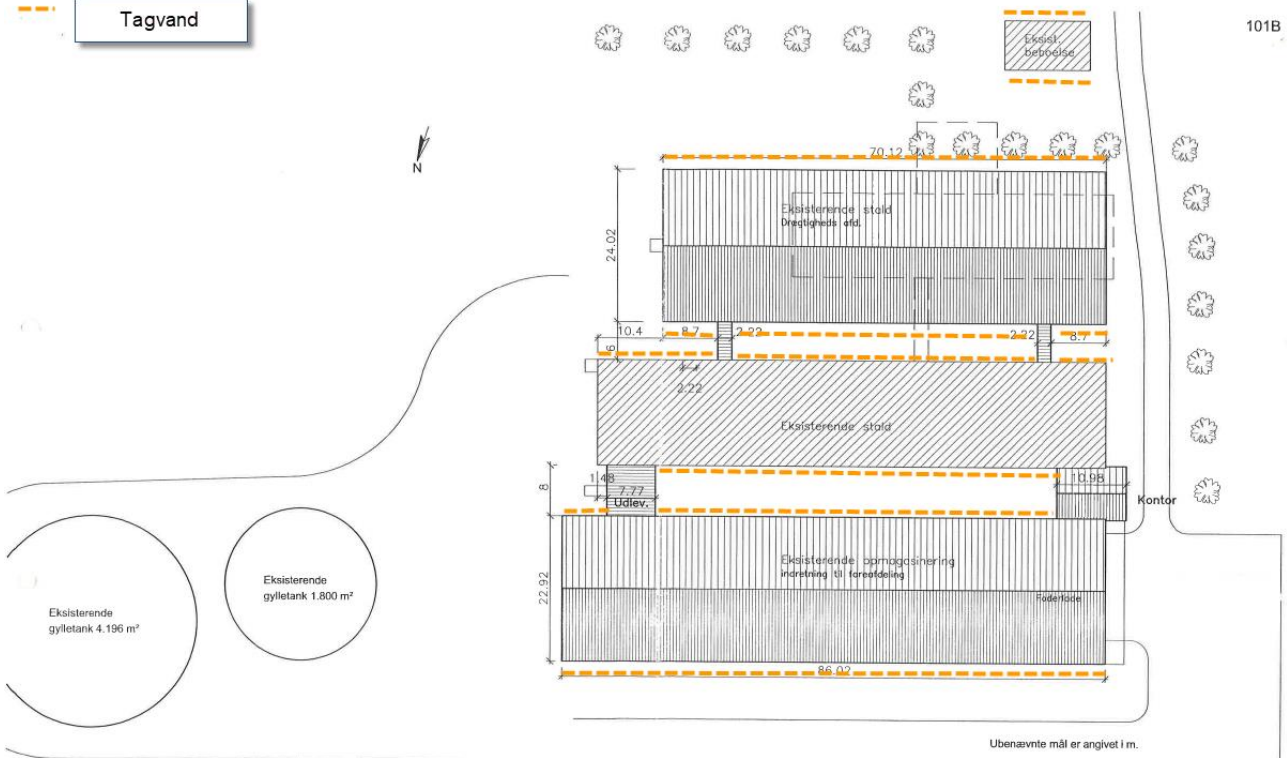 Tagvand
101B
Eksist.
beboelse
N
70.12
Eksisterende stald
Drægtigheds afd.
24.02
10.4
8.7
2.22
2.22
8.7
6
2.22
Eksisterende stald
1.48
7.77
10.98
8
Udlev.
Kontor
Eksisterende opmagasinering
indretning til fareafdeling
Foderlade
22.92
Eksisterende
gylletank 1.800 m²
Eksisterende
gylletank 4.196 m²
86.02
Ubenævnte mål er angivet i m.